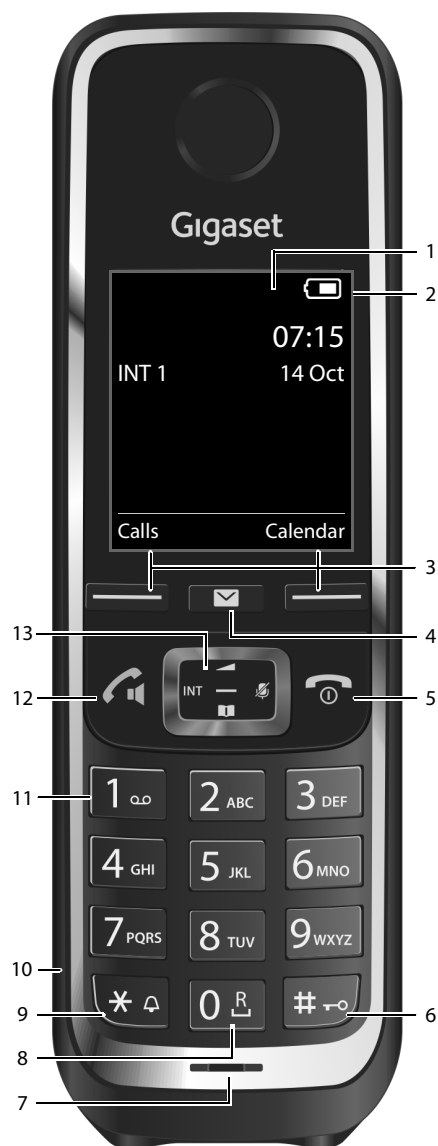 Gigaset
1
2
07:15
INT 1 14 Oct
Calls Calendar
3
4
13
INT
12
5
11
1 2 ABC 3 DEF
4 GHI 5 JKL 6 MNO
7 PQRS 8 TUV 9 WXYZ
10
* 0 R #
9
6
8
7